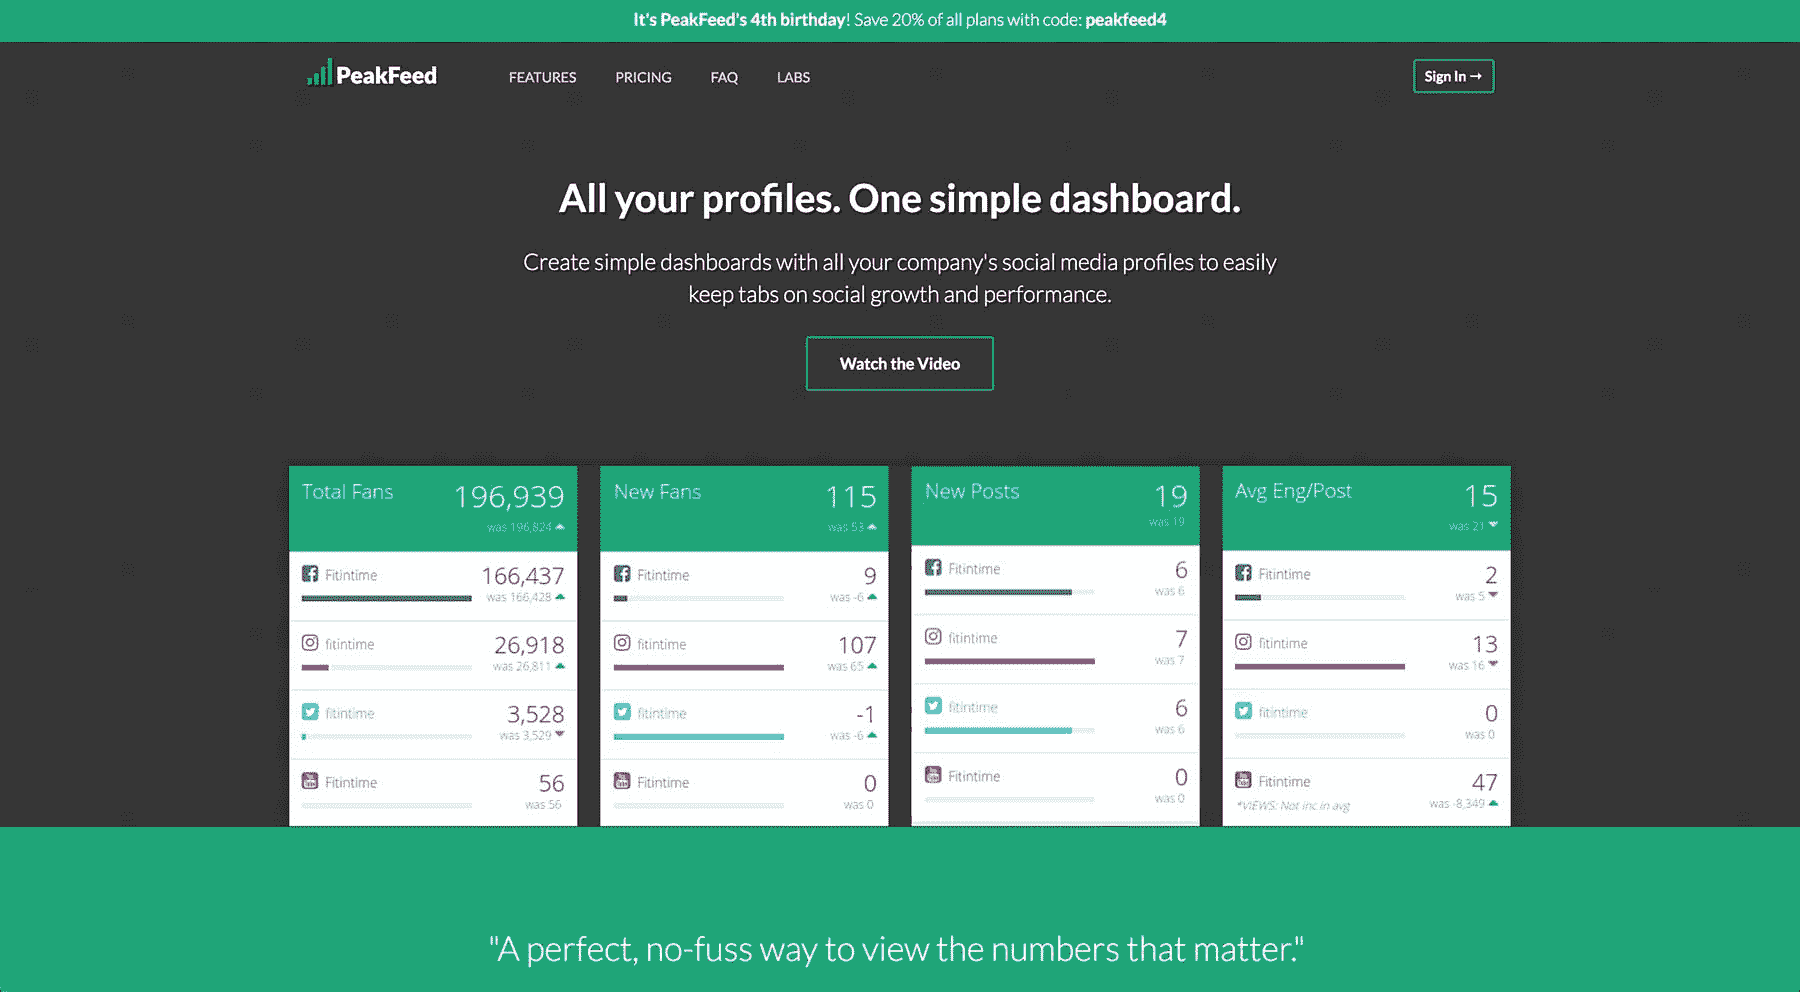 It's PeakFeed's 4th birthday! Save 20% of all plans with code: peakfeed4
PeakFeed
FEATURES
PRICING
FAQ
LABS
Sign In →
All your profiles. One simple dashboard.
Create simple dashboards with all your company's social media profiles to easily
keep tabs on social growth and performance.
Watch the Video
Total Fans 196,939
was 196,824
Fitintime 166,437
was 166,428
fitintime 26,918
was 26,811
fitintime 3,528
was 3,529
Fitintime 56
was 56
New Fans 115
was 53
Fitintime 9
was -6
fitintime 107
was 65
fitintime -1
was -6
Fitintime 0
was 0
New Posts 19
was 19
Fitintime 6
was 6
fitintime 7
was 7
fitintime 6
was 6
Fitintime 0
was 0
Avg Eng/Post 15
was 21
Fitintime 2
was 5
fitintime 13
was 16
fitintime 0
was 0
Fitintime 47
*VIEWS: Not inc in avg was -8,349
"A perfect, no-fuss way to view the numbers that matter."